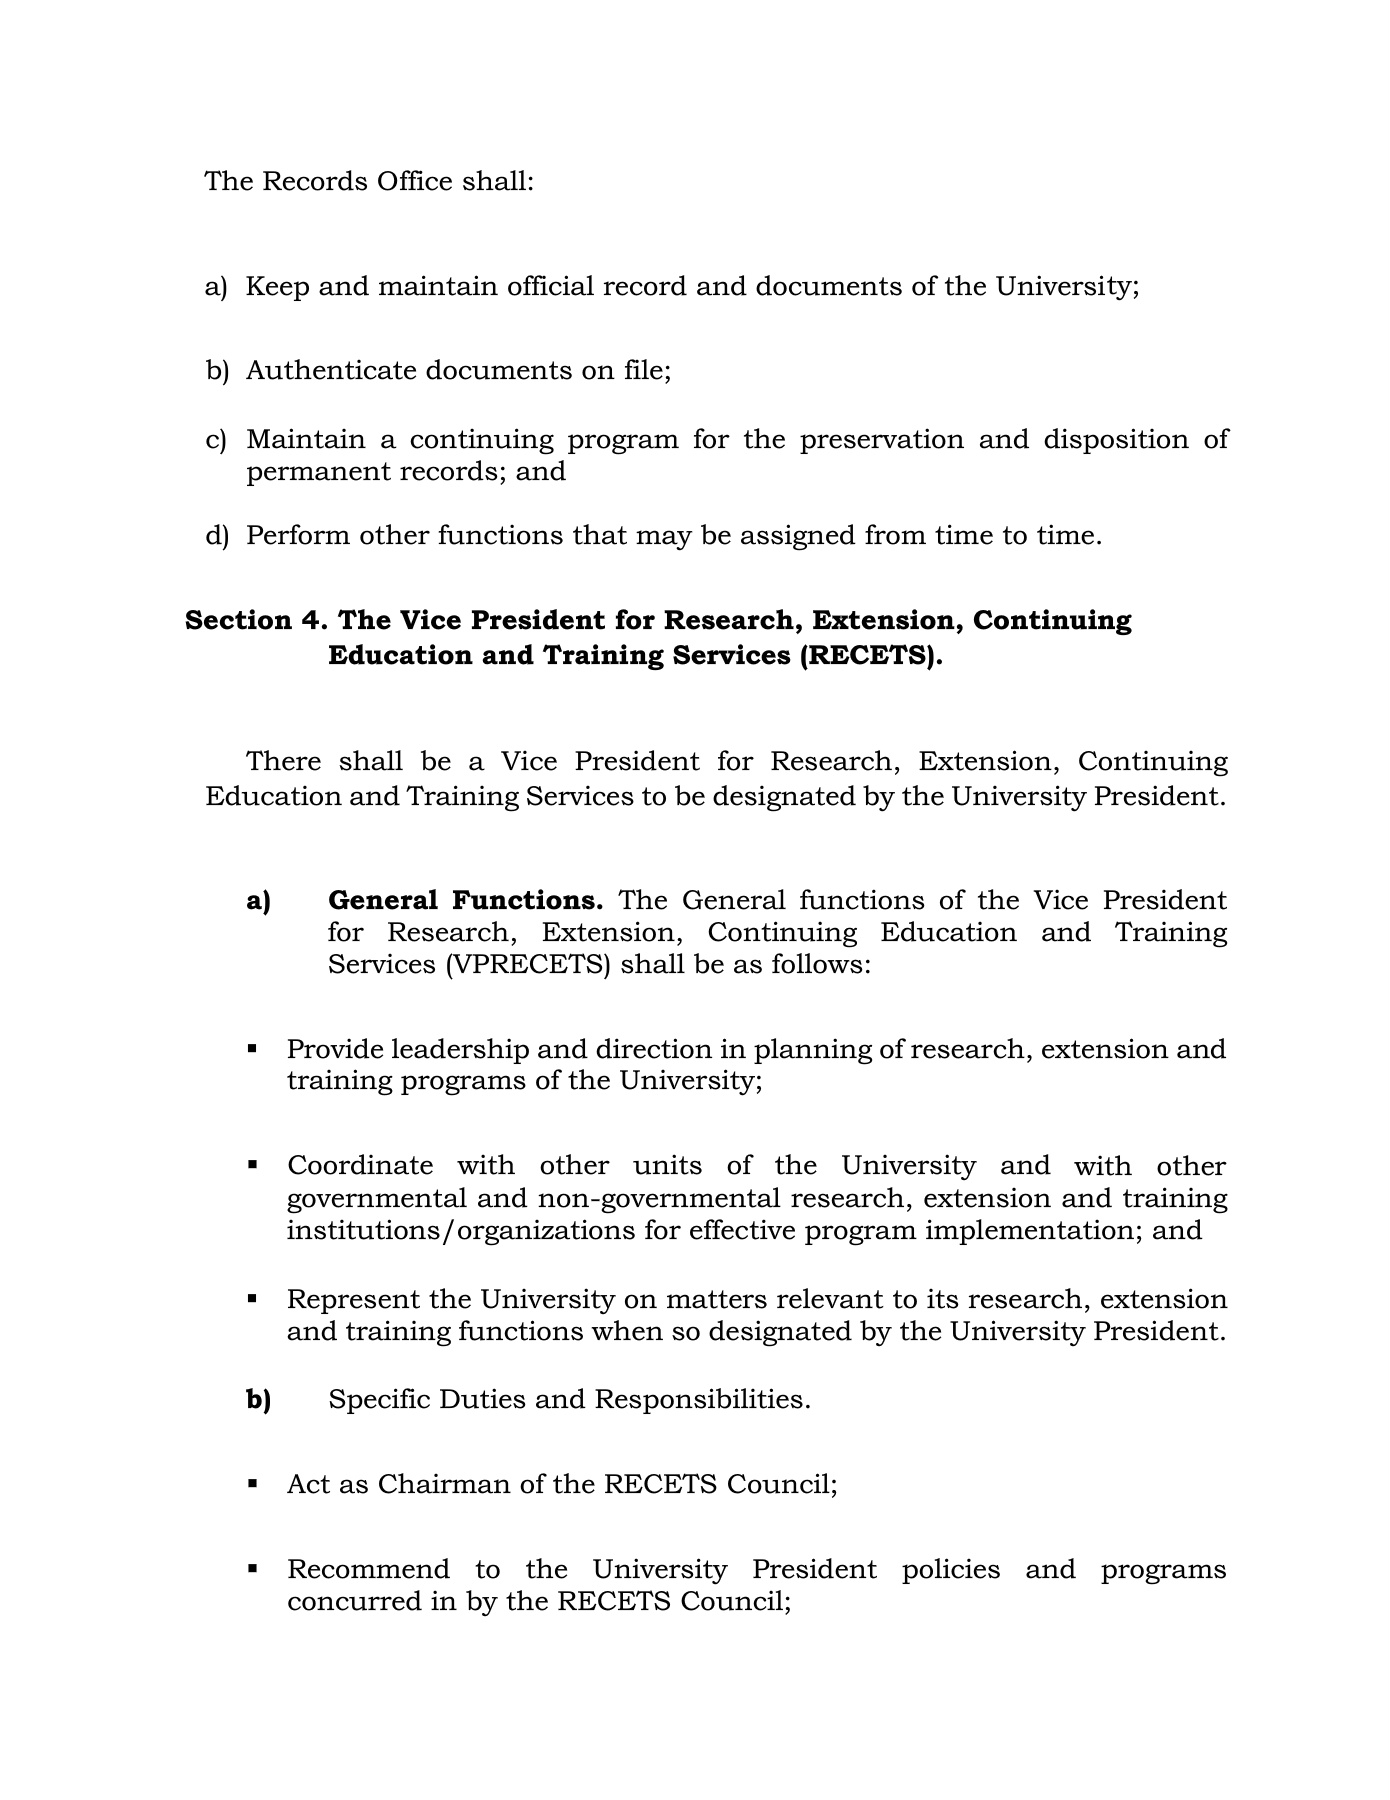 The Records Office shall:
a) Keep and maintain official record and documents of the University;
b) Authenticate documents on file;
c) Maintain a continuing program for the preservation and disposition of
permanent records; and
d) Perform other functions that may be assigned from time to time.
Section 4. The Vice President for Research, Extension, Continuing
Education and Training Services (RECETS).
There shall be a Vice President for Research, Extension, Continuing
Education and Training Services to be designated by the University President.
a) General Functions. The General functions of the Vice President
for Research, Extension, Continuing Education and Training
Services (VPRECETS) shall be as follows:
▪ Provide leadership and direction in planning of research, extension and
training programs of the University;
▪ Coordinate with other units of the University and with other
governmental and non-governmental research, extension and training
institutions/organizations for effective program implementation; and
▪ Represent the University on matters relevant to its research, extension
and training functions when so designated by the University President.
b) Specific Duties and Responsibilities.
▪ Act as Chairman of the RECETS Council;
▪ Recommend to the University President policies and programs
concurred in by the RECETS Council;